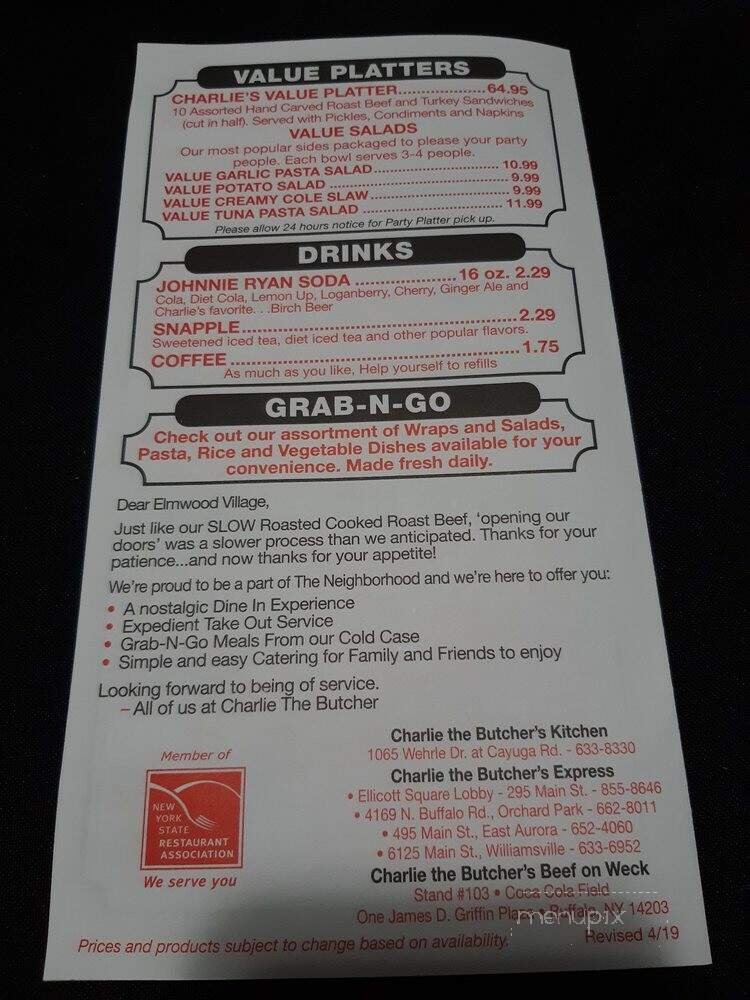 VALUE PLATTERS
CHARLIE'S VALUE PLATTER....................64.95
10 Assorted Hand Carved Roast Beef and Turkey Sandwiches
(cut in half). Served with Pickles, Condiments and Napkins
VALUE SALADS
Our most popular sides packaged to please your party
people. Each bowl serves 3-4 people.
VALUE GARLIC PASTA SALAD.............................. 10.99
VALUE POTATO SALAD .......................................... 9.99
VALUE CREAMY COLE SLAW................................. 9.99
VALUE TUNA PASTA SALAD .................................. 11.99
Please allow 24 hours notice for Party Platter pick up.
DRINKS
JOHNNIE RYAN SODA ....................16 oz. 2.29
Cola, Diet Cola, Lemon Up, Loganberry, Cherry, Ginger Ale and
Charlie's favorite. . .Birch Beer
SNAPPLE....................................................2.29
Sweetened iced tea, diet iced tea and other popular flavors.
COFFEE ......................................................1.75
As much as you like, Help yourself to refills
GRAB-N-GO
Check out our assortment of Wraps and Salads,
Pasta, Rice and Vegetable Dishes available for your
convenience. Made fresh daily.
Dear Elmwood Village,
Just like our SLOW Roasted Cooked Roast Beef, 'opening our
doors' was a slower process than we anticipated. Thanks for your
patience...and now thanks for your appetite!
We're proud to be a part of The Neighborhood and we're here to offer you:
• A nostalgic Dine In Experience
• Expedient Take Out Service
• Grab-N-Go Meals From our Cold Case
• Simple and easy Catering for Family and Friends to enjoy
Looking forward to being of service.
– All of us at Charlie The Butcher
Member of
NEW
YORK
STATE
RESTAURANT
ASSOCIATION
We serve you
Charlie the Butcher's Kitchen
1065 Wehrle Dr. at Cayuga Rd. - 633-8330
Charlie the Butcher's Express
• Ellicott Square Lobby - 295 Main St. - 855-8646
• 4169 N. Buffalo Rd., Orchard Park - 662-8011
• 495 Main St., East Aurora - 652-4060
• 6125 Main St., Williamsville - 633-6952
Charlie the Butcher's Beef on Weck
Stand #103 • Coca Cola Field
One James D. Griffin Plaza • Buffalo, NY 14203
menupix
Prices and products subject to change based on availability.
Revised 4/19